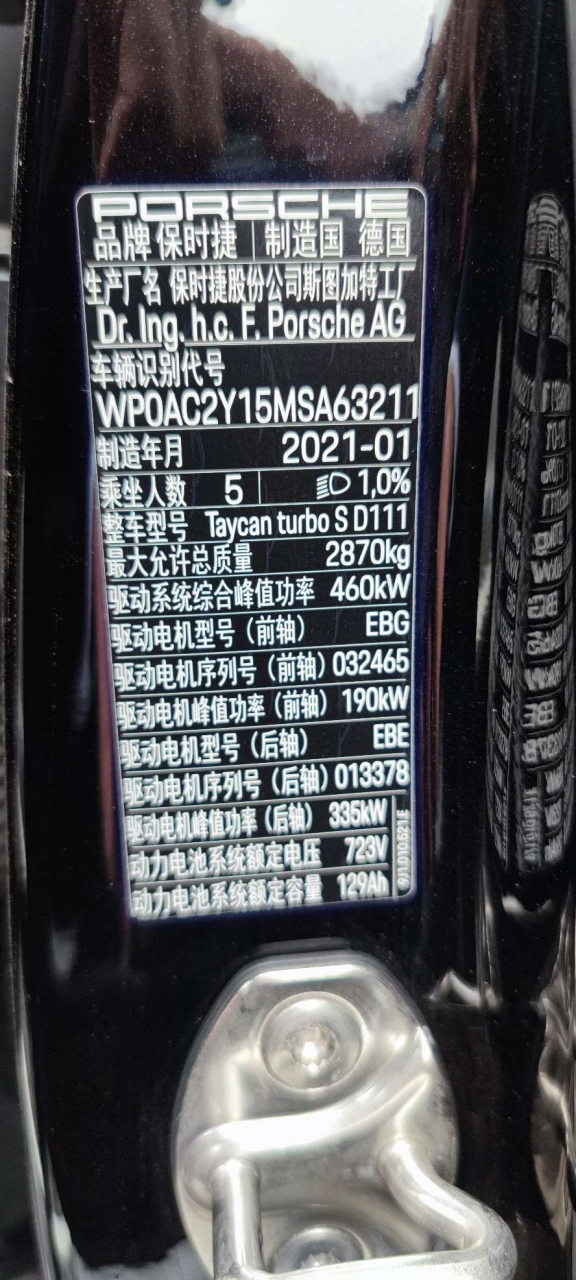 PORSCHE
品牌 保时捷 制造国 德国
生产厂名 保时捷股份公司斯图加特工厂
Dr. Ing. h.c. F. Porsche AG
车辆识别代号
WP0AC2Y15MSA63211
制造年月 2021-01
乘坐人数 5 1,0%
整车型号 Taycan turbo S D111
最大允许总质量 2870kg
驱动系统综合峰值功率 460kW
驱动电机型号（前轴） EBG
驱动电机序列号（前轴）032465
驱动电机峰值功率（前轴）190kW
驱动电机型号（后轴） EBE
驱动电机序列号（后轴）013378
驱动电机峰值功率（后轴） 335kW
动力电池系统额定电压 723V
动力电池系统额定容量 129Ah
9J1.010.521E